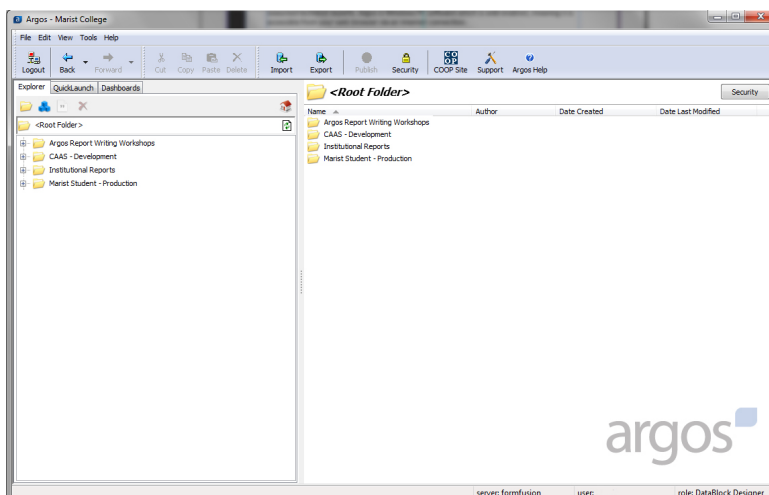 Argos - Marist College
File Edit View Tools Help
Logout Back Forward Cut Copy Paste Delete Import Export Publish Security COOP Site Support Argos Help
CO
OP
Explorer QuickLaunch Dashboards
<Root Folder>
Argos Report Writing Workshops
CAAS - Development
Institutional Reports
Marist Student - Production
<Root Folder>
Security
Name Author Date Created Date Last Modified
Argos Report Writing Workshops
CAAS - Development
Institutional Reports
Marist Student - Production
argos
server: formfusion user: role: DataBlock Designer